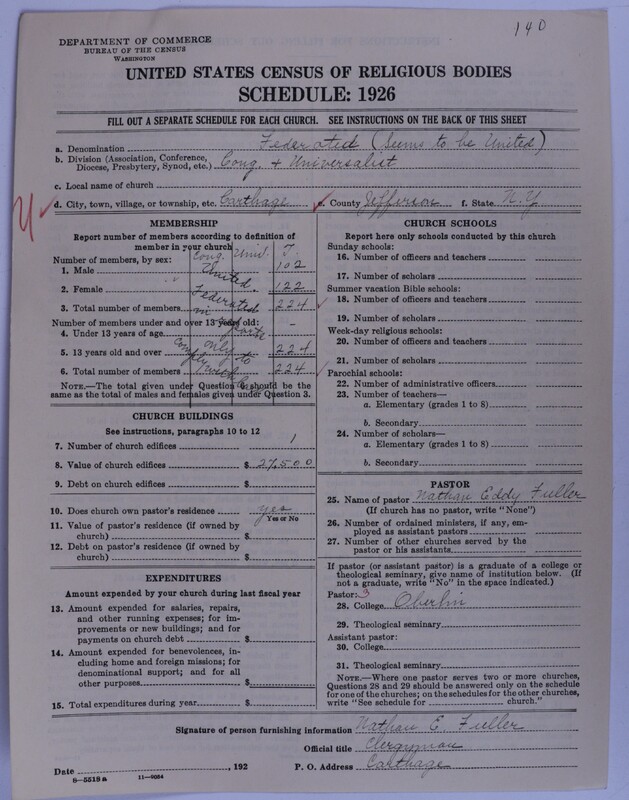 140
DEPARTMENT OF COMMERCE
BUREAU OF THE CENSUS
WASHINGTON
UNITED STATES CENSUS OF RELIGIOUS BODIES
SCHEDULE: 1926
FILL OUT A SEPARATE SCHEDULE FOR EACH CHURCH. SEE INSTRUCTIONS ON THE BACK OF THIS SHEET
a. Denomination Federated (Seems to be United)
b. Division (Association, Conference, Diocese, Presbytery, Synod, etc.) Cong. + Universalist
c. Local name of church
d. City, town, village, or township, etc. Carthage e. County Jefferson f. State N.Y
MEMBERSHIP
Report number of members according to definition of
member in your church
Cong. Univ. T.
Number of members, by sex:
1. Male 102
2. Female 122
3. Total number of members 224
Number of members under and over 13 years old:
4. Under 13 years of age -
5. 13 years old and over 224
6. Total number of members 224
United
Federated
in
only to
comply
with
NOTE.—The total given under Question 6 should be the
same as the total of males and females given under Question 3.
CHURCH BUILDINGS
See instructions, paragraphs 10 to 12
7. Number of church edifices 1
8. Value of church edifices $ 27,500
9. Debt on church edifices $
10. Does church own pastor's residence yes
Yes or No
11. Value of pastor's residence (if owned by
church) $
12. Debt on pastor's residence (if owned by
church) $
EXPENDITURES
Amount expended by your church during last fiscal year
13. Amount expended for salaries, repairs,
and other running expenses; for im-
provements or new buildings; and for
payments on church debt $
14. Amount expended for benevolences, in-
cluding home and foreign missions; for
denominational support; and for all
other purposes $
15. Total expenditures during year $
CHURCH SCHOOLS
Report here only schools conducted by this church
Sunday schools:
16. Number of officers and teachers
17. Number of scholars
Summer vacation Bible schools:
18. Number of officers and teachers
19. Number of scholars
Week-day religious schools:
20. Number of officers and teachers
21. Number of scholars
Parochial schools:
22. Number of administrative officers
23. Number of teachers—
a. Elementary (grades 1 to 8)
b. Secondary
24. Number of scholars—
a. Elementary (grades 1 to 8)
b. Secondary
PASTOR
25. Name of pastor Nathan Eddy Fuller
(If church has no pastor, write "None")
26. Number of ordained ministers, if any, em-
ployed as assistant pastors
27. Number of other churches served by the
pastor or his assistants
If pastor (or assistant pastor) is a graduate of a college or
theological seminary, give name of institution below. (If
not a graduate, write "No" in the space indicated.)
Pastor: 3
28. College Oberlin
29. Theological seminary
Assistant pastor:
30. College
31. Theological seminary
NOTE.—Where one pastor serves two or more churches,
Questions 28 and 29 should be answered only on the schedule
for one of the churches; on the schedules for the other churches,
write "See schedule for church."
Signature of person furnishing information Nathan E Fuller
Official title Clergyman
Date , 192 P. O. Address Carthage
8—5518 a 11—9054